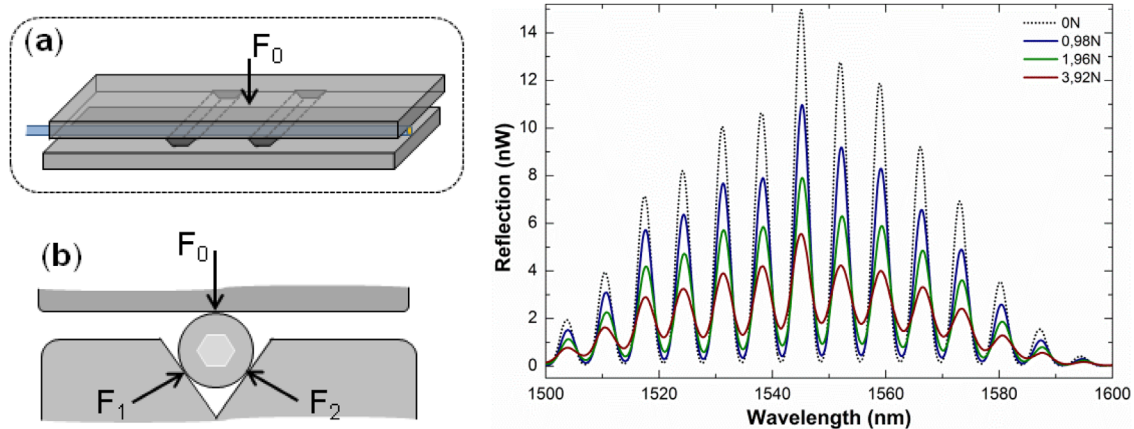 (a)
F0
(b)
F0
F1
F2
Reflection (nW)
14
12
10
8
6
4
2
0
0N
0,98N
1,96N
3,92N
1500 1520 1540 1560 1580 1600
Wavelength (nm)